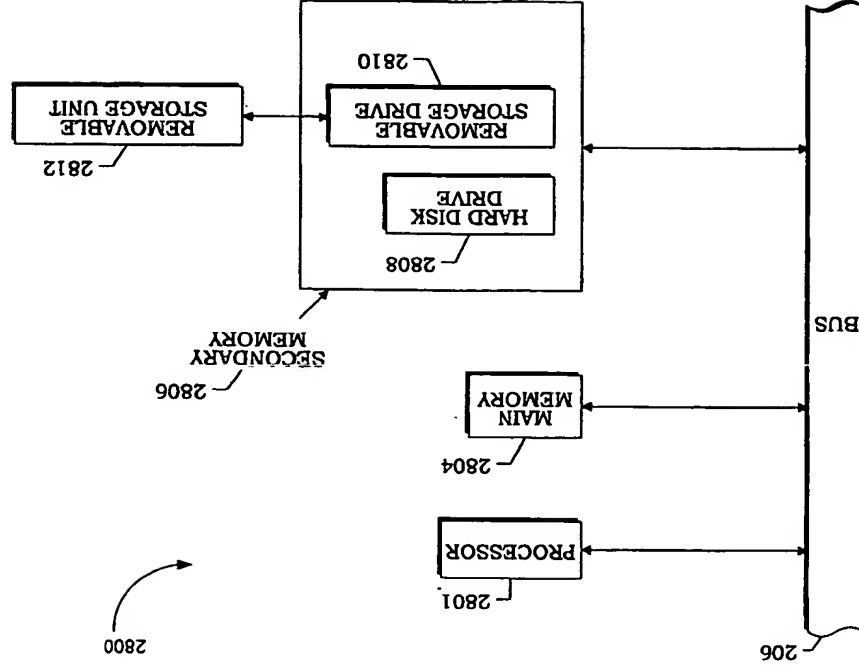 2800
206
2801
PROCESSOR
2804
MAIN
MEMORY
BUS
2806
SECONDARY
MEMORY
2808
HARD DISK
DRIVE
2812
REMOVABLE
STORAGE DRIVE
2810
REMOVABLE
STORAGE UNIT